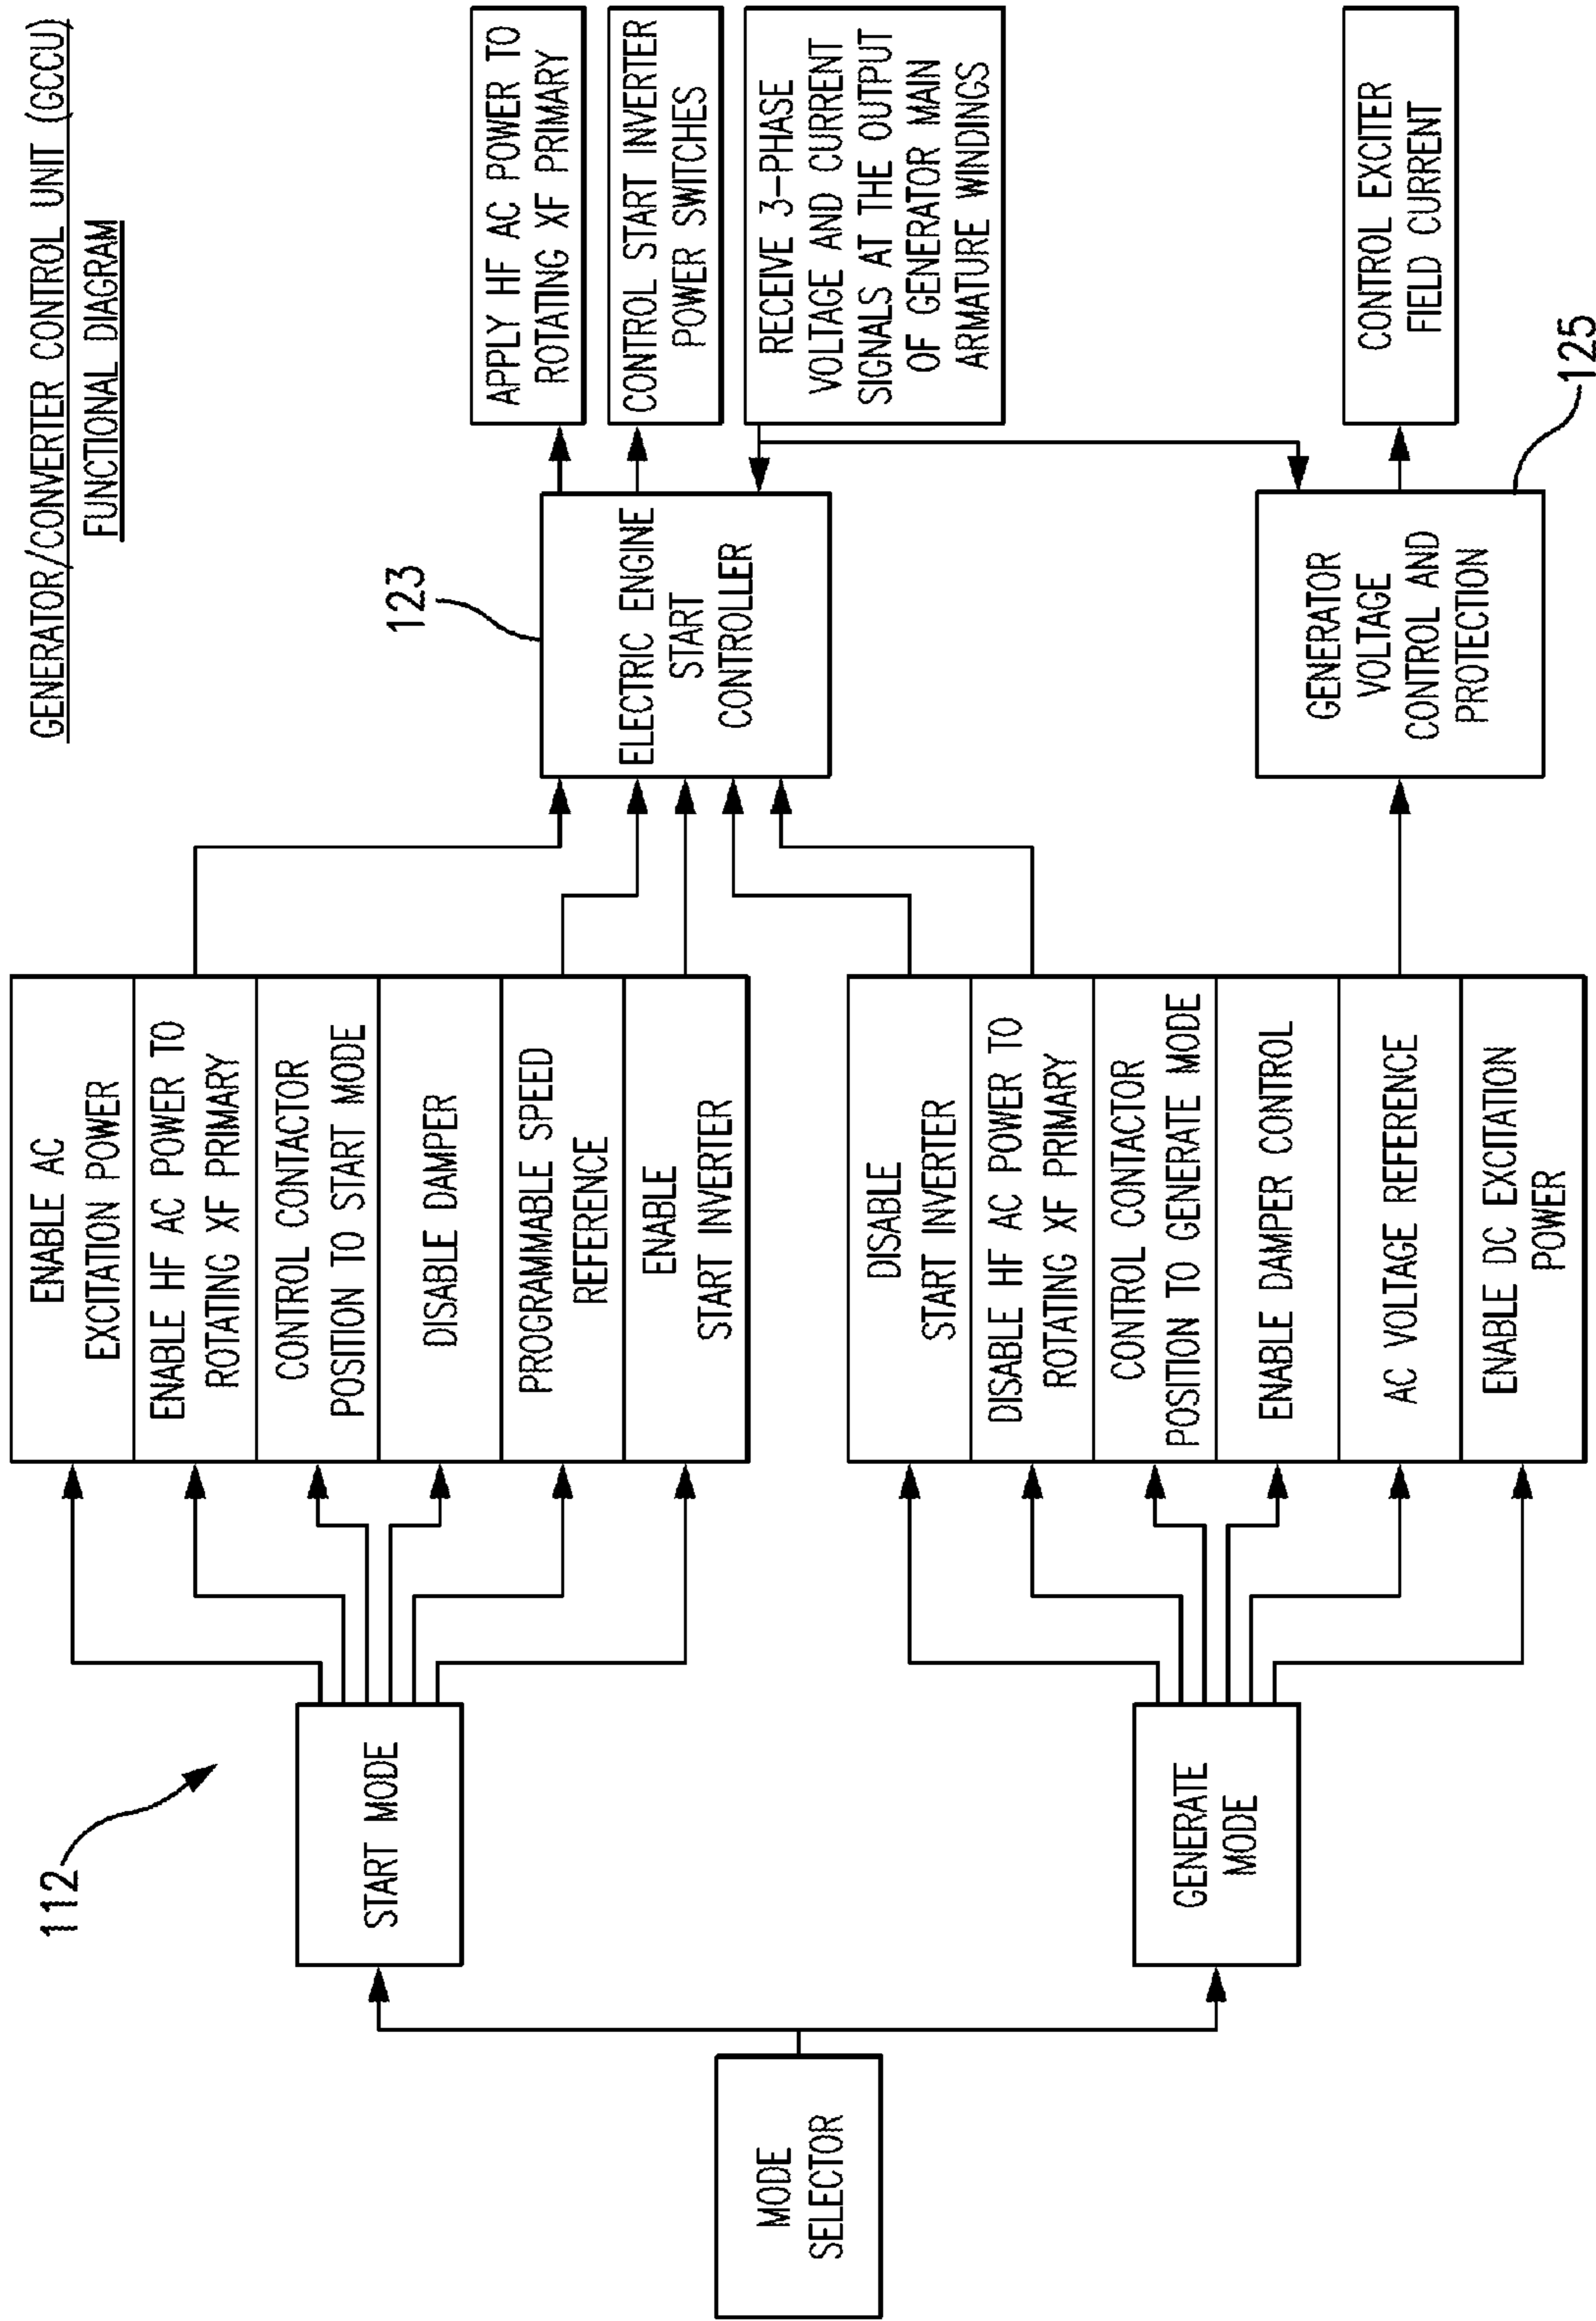 GENERATOR/CONVERTER CONTROL UNIT (GCCU)
FUNCTIONAL DIAGRAM
112
MODE
SELECTOR
START MODE
GENERATE
MODE
ENABLE AC
EXCITATION POWER
ENABLE HF AC POWER TO
ROTATING XF PRIMARY
CONTROL CONTACTOR
POSITION TO START MODE
DISABLE DAMPER
PROGRAMMABLE SPEED
REFERENCE
ENABLE
START INVERTER
DISABLE
START INVERTER
DISABLE HF AC POWER TO
ROTATING XF PRIMARY
CONTROL CONTACTOR
POSITION TO GENERATE MODE
ENABLE DAMPER CONTROL
AC VOLTAGE REFERENCE
ENABLE DC EXCITATION
POWER
123
ELECTRIC ENGINE
START
CONTROLLER
GENERATOR
VOLTAGE
CONTROL AND
PROTECTION
125
APPLY HF AC POWER TO
ROTATING XF PRIMARY
CONTROL START INVERTER
POWER SWITCHES
RECEIVE 3-PHASE
VOLTAGE AND CURRENT
SIGNALS AT THE OUTPUT
OF GENERATOR MAIN
ARMATURE WINDINGS
CONTROL EXCITER
FIELD CURRENT